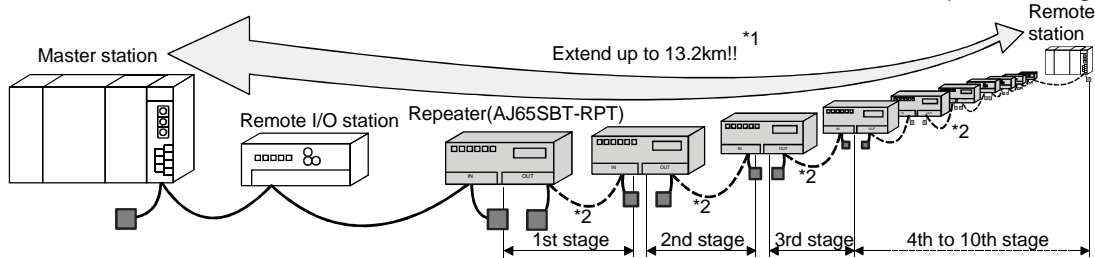 Remote
station
*1
Extend up to 13.2km!!
Master station
Repeater(AJ65SBT-RPT)
Remote I/O station
IN OUT
IN OUT
IN OUT
IN OUT
*2
*2
*2
*2
*2
1st stage
2nd stage
3rd stage
4th to 10th stage